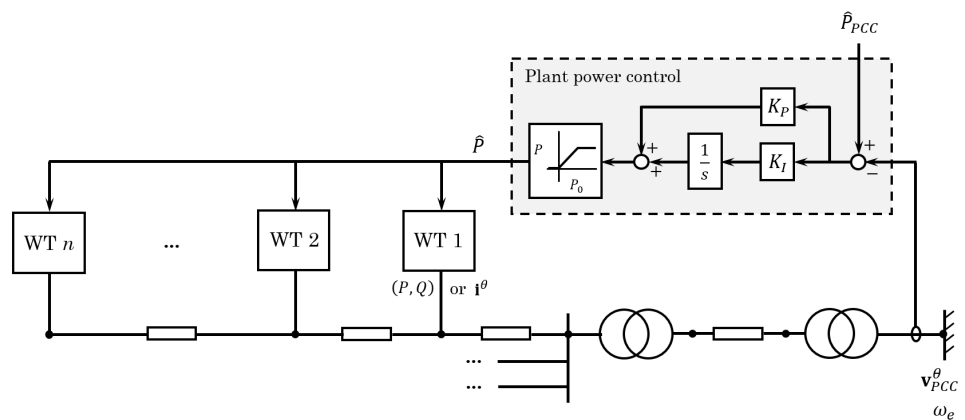 P̂_PCC
Plant power control
K_P
P̂
P
P_0
+
+
1/s
K_I
+
−
WT n
...
WT 2
WT 1
(P, Q) or i^θ
...
...
v^θ_PCC
ω_e